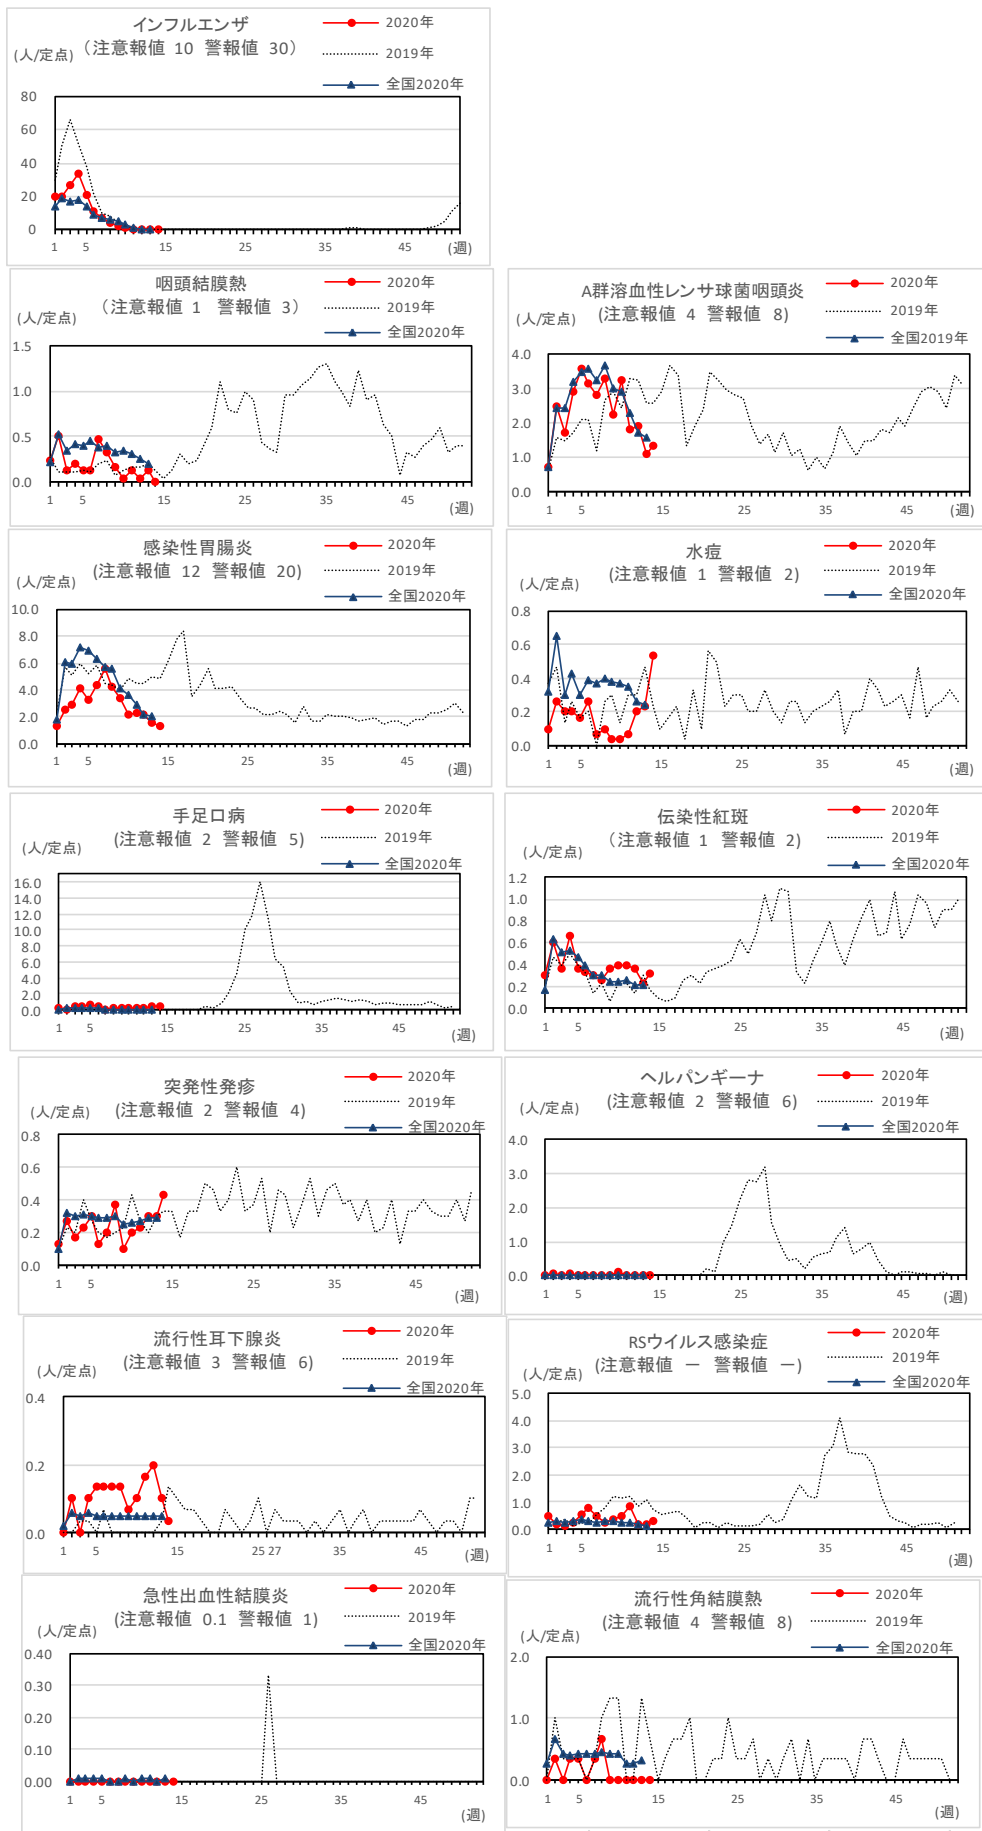 インフルエンザ
（注意報値 10 警報値 30）
2020年
2019年
全国2020年
(人/定点)
80
60
40
20
0
1 5 15 25 35 45
(週)
咽頭結膜熱
（注意報値 1 警報値 3）
2020年
2019年
全国2020年
(人/定点)
1.5
1.0
0.5
0.0
1 5 15 25 35 45
(週)
A群溶血性レンサ球菌咽頭炎
(注意報値 4 警報値 8)
2020年
2019年
全国2019年
(人/定点)
4.0
3.0
2.0
1.0
0.0
1 5 15 25 35 45
(週)
感染性胃腸炎
(注意報値 12 警報値 20)
2020年
2019年
全国2020年
(人/定点)
10.0
8.0
6.0
4.0
2.0
0.0
1 5 15 25 35 45
(週)
水痘
(注意報値 1 警報値 2)
2020年
2019年
全国2020年
(人/定点)
0.8
0.6
0.4
0.2
0.0
1 5 15 25 35 45
(週)
手足口病
(注意報値 2 警報値 5)
2020年
2019年
全国2020年
(人/定点)
16.0
14.0
12.0
10.0
8.0
6.0
4.0
2.0
0.0
1 5 15 25 35 45
(週)
伝染性紅斑
（注意報値 1 警報値 2）
2020年
2019年
全国2020年
(人/定点)
1.2
1.0
0.8
0.6
0.4
0.2
0.0
1 5 15 25 35 45
(週)
突発性発疹
(注意報値 2 警報値 4)
2020年
2019年
全国2020年
(人/定点)
0.8
0.6
0.4
0.2
0.0
1 5 15 25 35 45
(週)
ヘルパンギーナ
(注意報値 2 警報値 6)
2020年
2019年
全国2020年
(人/定点)
4.0
3.0
2.0
1.0
0.0
1 5 15 25 35 45
(週)
流行性耳下腺炎
(注意報値 3 警報値 6)
2020年
2019年
全国2020年
(人/定点)
0.4
0.2
0.0
1 5 15 25 27 35 45
(週)
RSウイルス感染症
(注意報値 ー 警報値 ー)
2020年
2019年
全国2020年
(人/定点)
5.0
4.0
3.0
2.0
1.0
0.0
1 5 15 25 35 45
(週)
急性出血性結膜炎
(注意報値 0.1 警報値 1)
2020年
2019年
全国2020年
(人/定点)
0.40
0.30
0.20
0.10
0.00
1 5 15 25 35 45
(週)
流行性角結膜熱
(注意報値 4 警報値 8)
2020年
2019年
全国2020年
(人/定点)
2.0
1.0
0.0
1 5 15 25 35 45
(週)